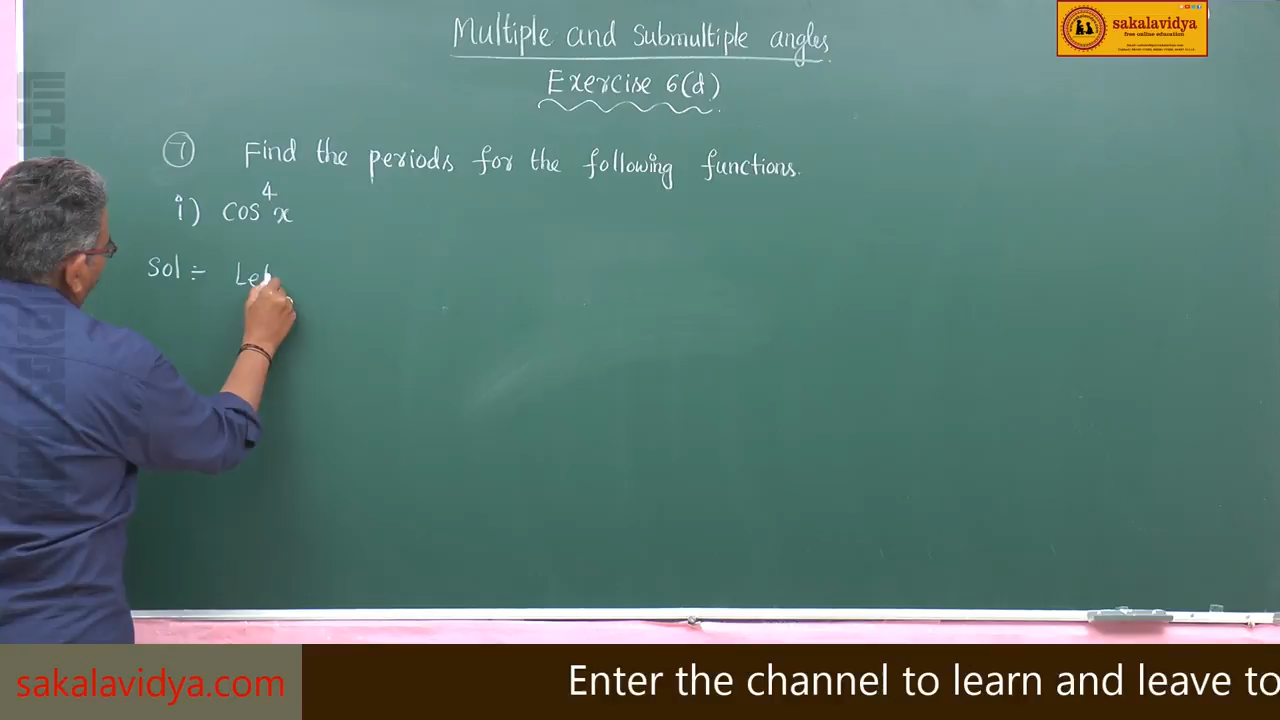 Multiple and Submultiple angles
Exercise 6(d)
7 Find the periods for the following functions.
i) cos⁴x
Sol :- Let
sakalavidya
free online education
sakalavidya.com
Enter the channel to learn and leave to